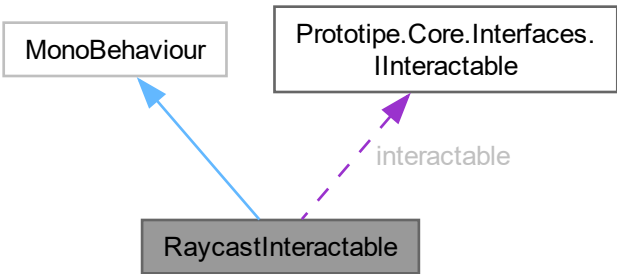 MonoBehaviour
Prototipe.Core.Interfaces.
IInteractable
interactable
RaycastInteractable